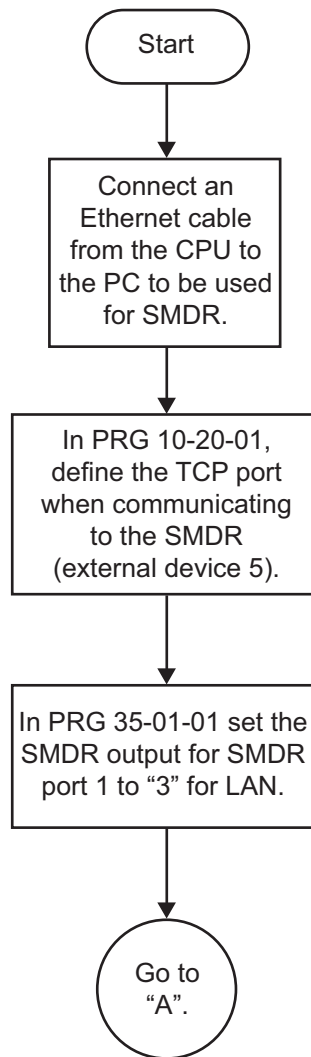 Start
Connect an
Ethernet cable
from the CPU to
the PC to be used
for SMDR.
In PRG 10-20-01,
define the TCP port
when communicating
to the SMDR
(external device 5).
In PRG 35-01-01 set the
SMDR output for SMDR
port 1 to “3” for LAN.
Go to
“A”.